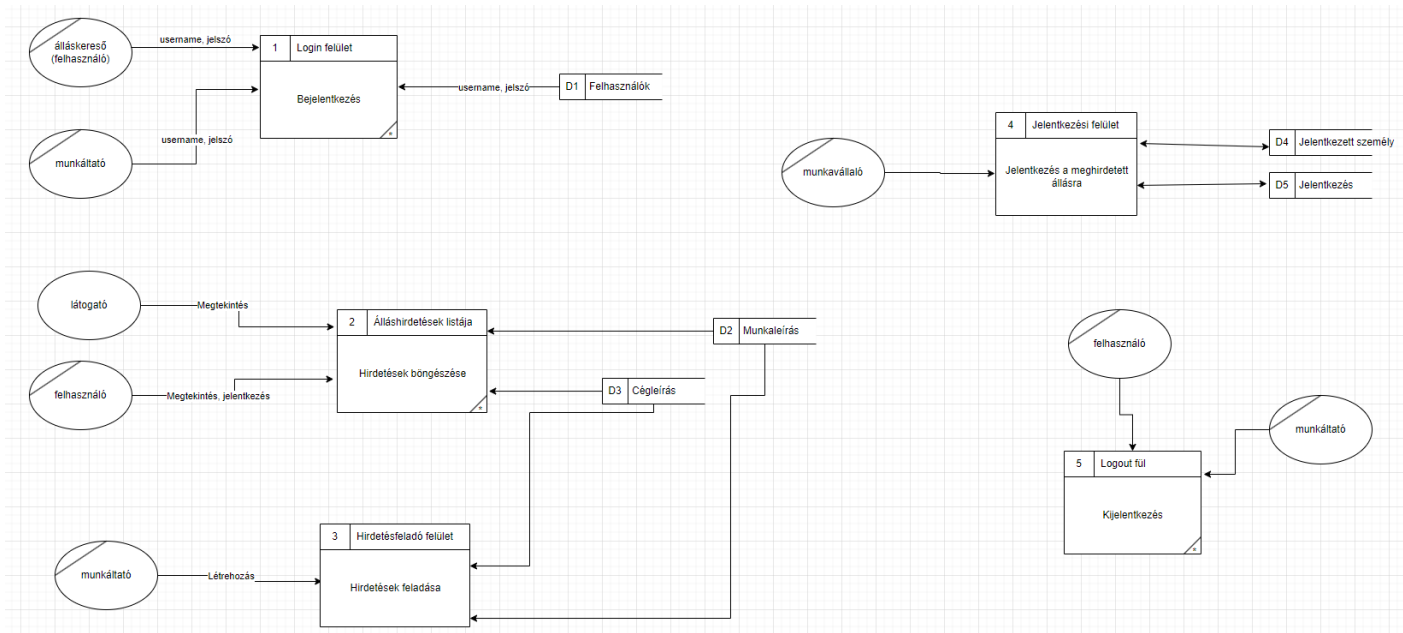 álláskereső
(felhasználó)
username, jelszó
1
Login felület
Bejelentkezés
username, jelszó
D1
Felhasználók
munkáltató
username, jelszó
munkavállaló
4
Jelentkezési felület
Jelentkezés a meghirdetett
állásra
D4
Jelentkezett személy
D5
Jelentkezés
látogató
Megtekintés
2
Álláshirdetések listája
Hirdetések böngészése
D2
Munkaleírás
D3
Cégleírás
felhasználó
Megtekintés, jelentkezés
felhasználó
munkáltató
5
Logout fül
Kijelentkezés
munkáltató
Létrehozás
3
Hirdetésfeladó felület
Hirdetések feladása